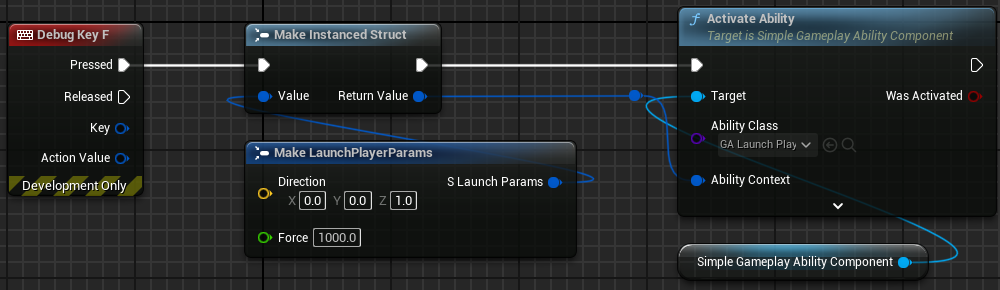 Debug Key F
Pressed
Released
Key
Action Value
Development Only
Make Instanced Struct
Value
Return Value
Make LaunchPlayerParams
Direction
X 0.0 Y 0.0 Z 1.0
S Launch Params
Force 1000.0
Activate Ability
Target is Simple Gameplay Ability Component
Target
Was Activated
Ability Class
GA Launch Play
Ability Context
Simple Gameplay Ability Component